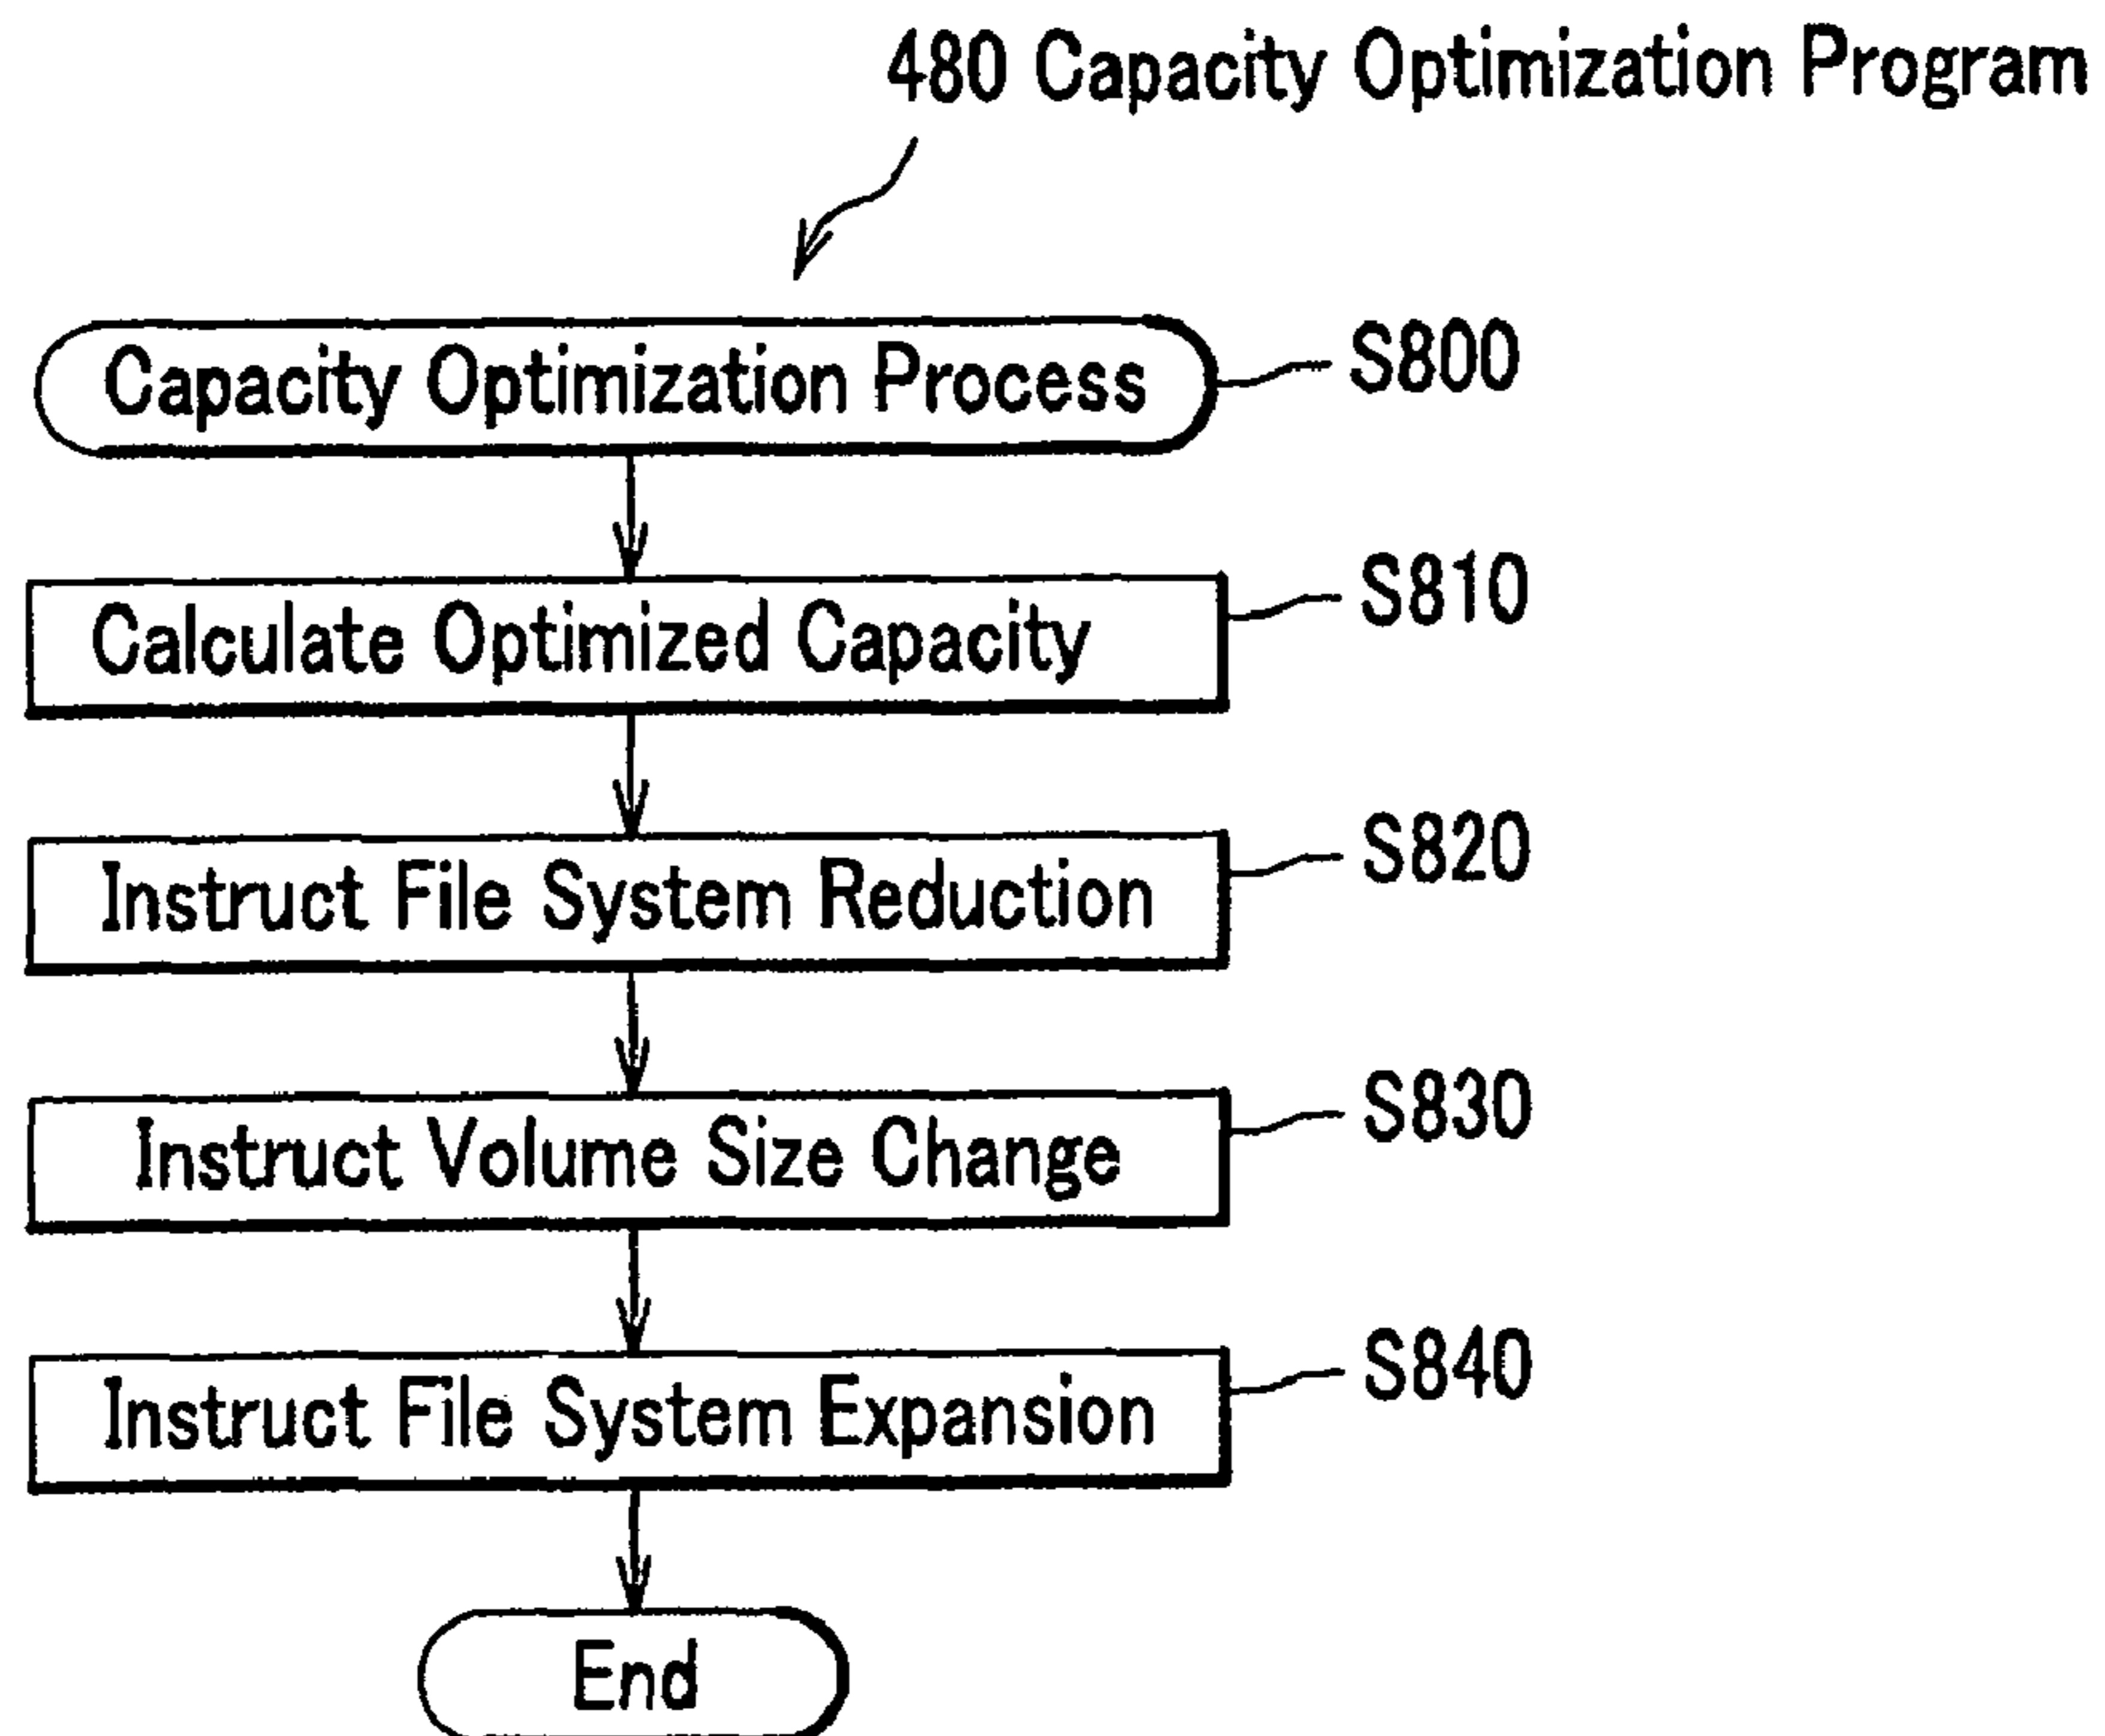 480 Capacity Optimization Program
Capacity Optimization Process
S800
Calculate Optimized Capacity
S810
Instruct File System Reduction
S820
Instruct Volume Size Change
S830
Instruct File System Expansion
S840
End